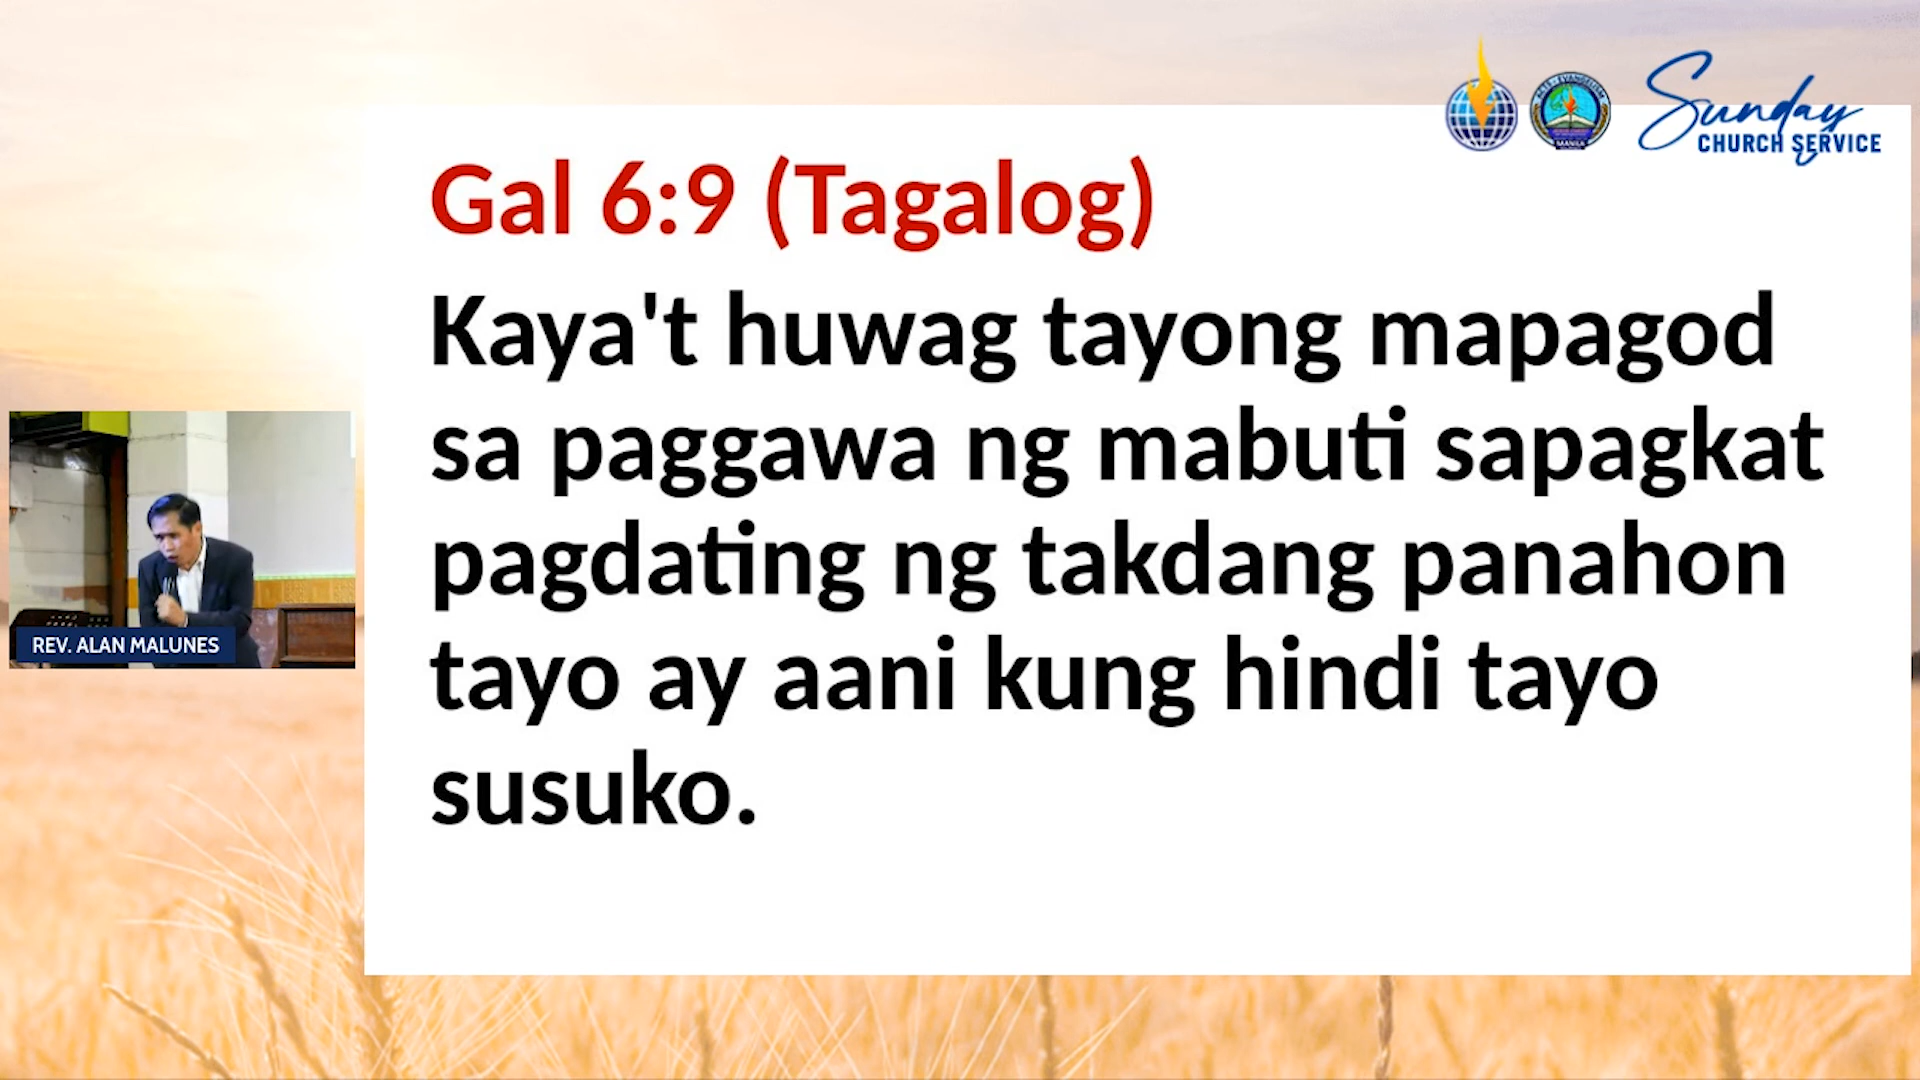 Sunday
CHURCH SERVICE
MANILA
Gal 6:9 (Tagalog)
Kaya't huwag tayong mapagod
sa paggawa ng mabuti sapagkat
pagdating ng takdang panahon
tayo ay aani kung hindi tayo
susuko.
REV. ALAN MALUNES